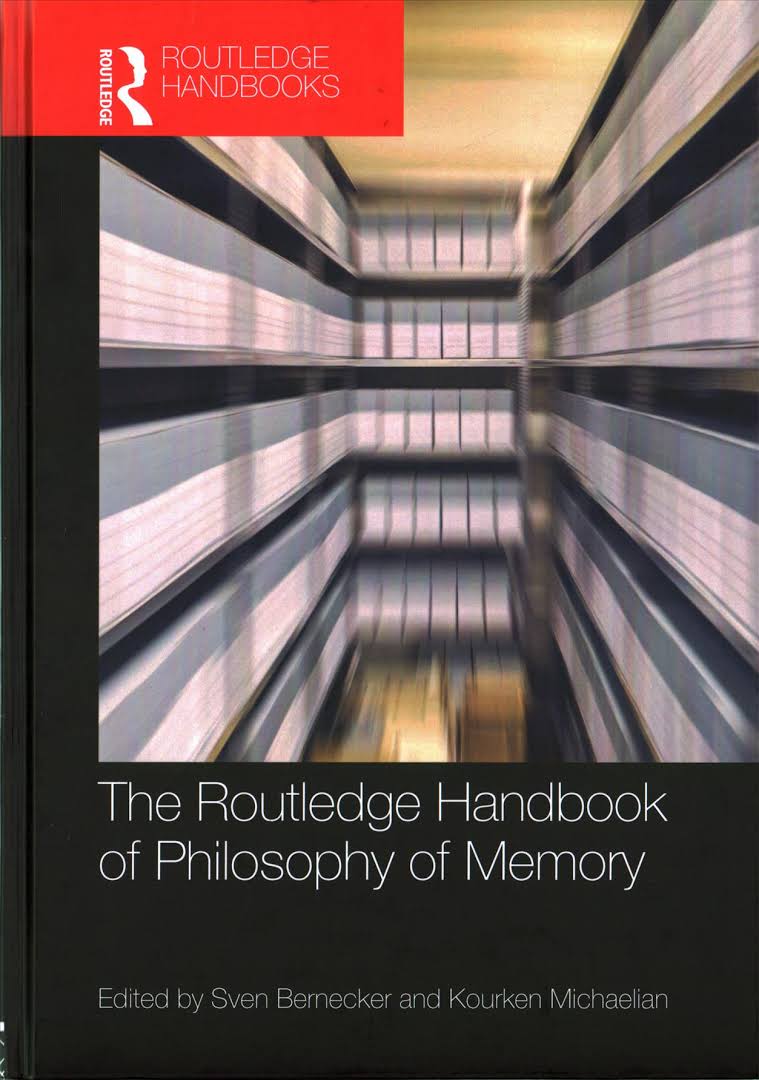 ROUTLEDGE
ROUTLEDGE
HANDBOOKS
The Routledge Handbook
of Philosophy of Memory
Edited by Sven Bernecker and Kourken Michaelian